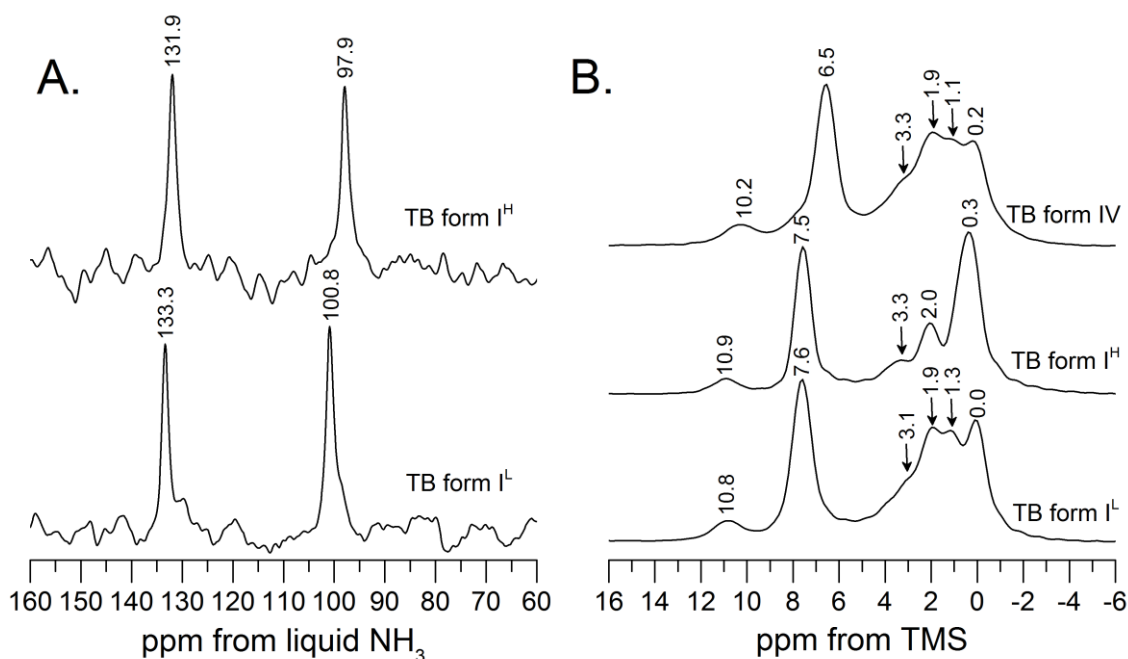 A.
131.9
97.9
TB form I^H
133.3
100.8
TB form I^L
160 150 140 130 120 110 100 90 80 70 60
ppm from liquid NH₃
B.
6.5
10.2
3.3
1.9
1.1
0.2
TB form IV
10.9
7.5
3.3
2.0
0.3
TB form I^H
10.8
7.6
3.1
1.9
1.3
0.0
TB form I^L
16 14 12 10 8 6 4 2 0 -2 -4 -6
ppm from TMS